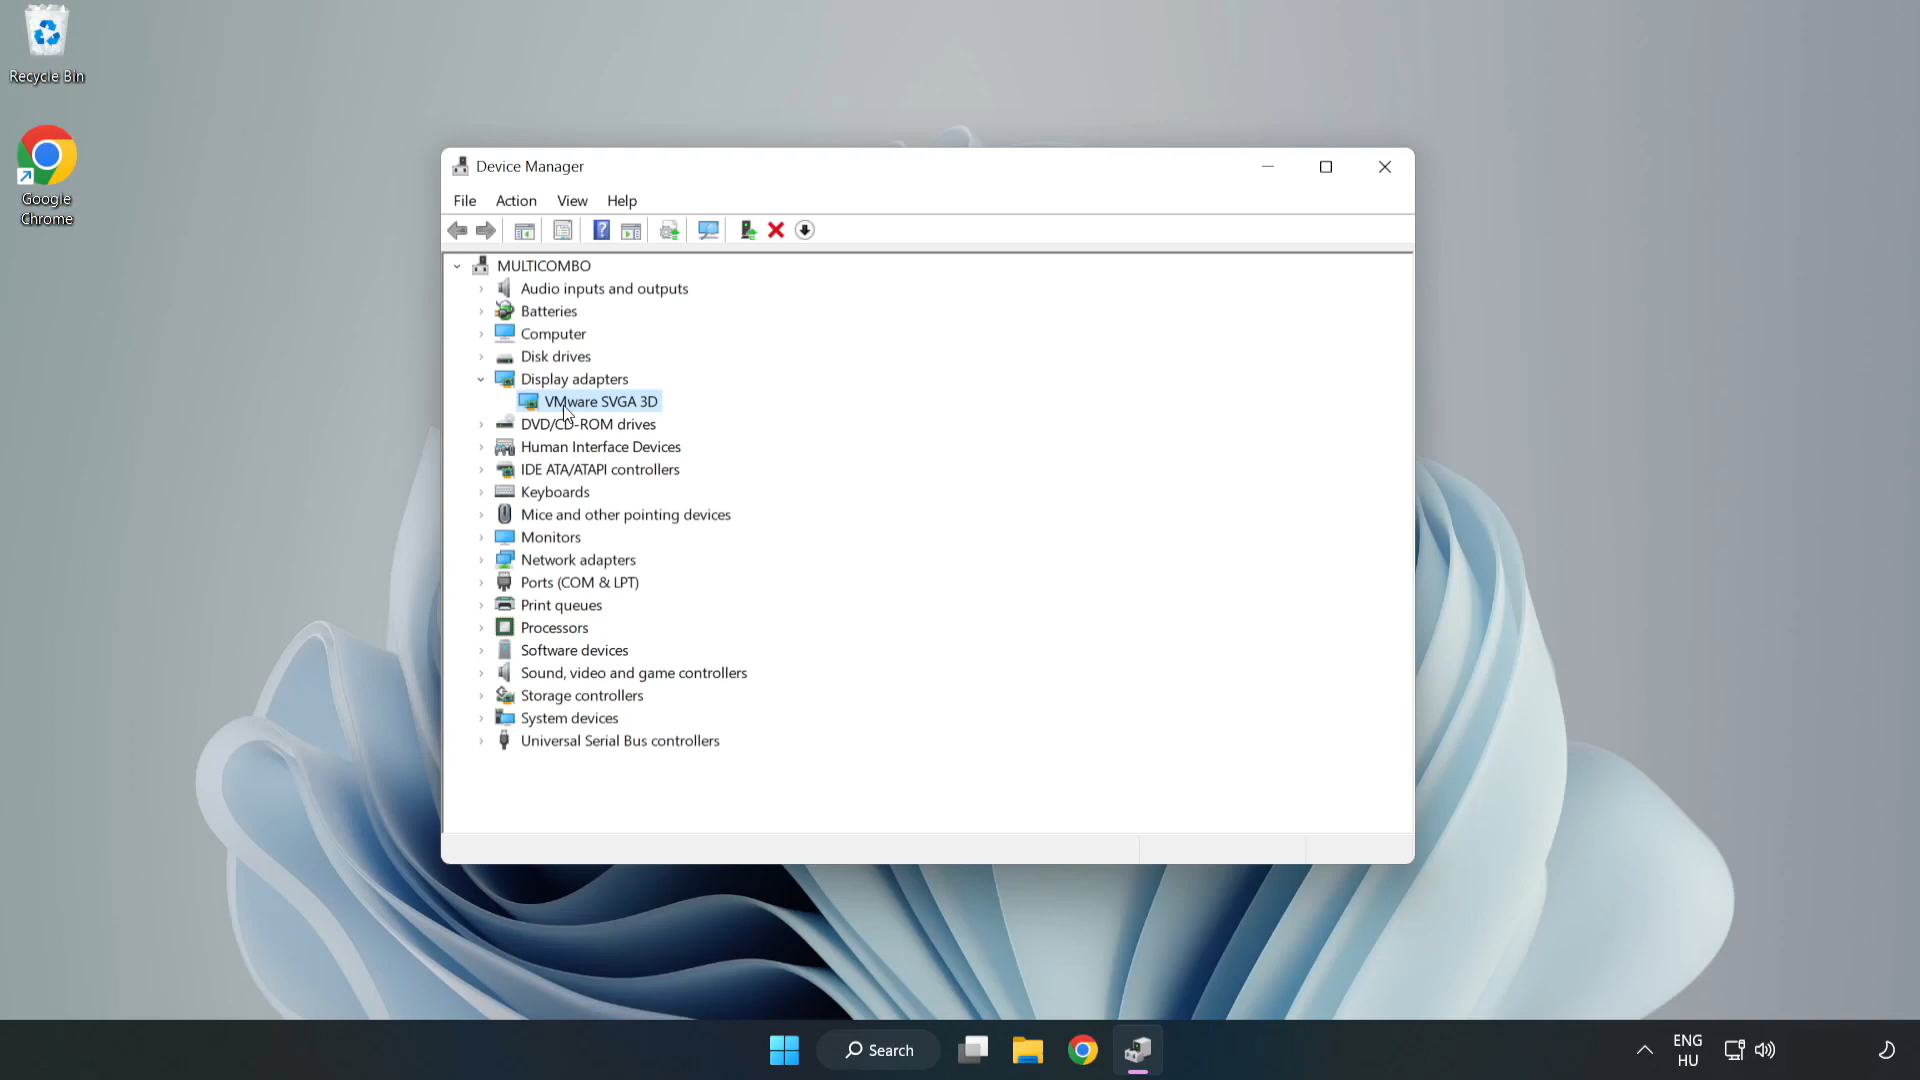 Recycle Bin
Google
Chrome
Device Manager
File Action View Help
MULTICOMBO
Audio inputs and outputs
Batteries
Computer
Disk drives
Display adapters
VMware SVGA 3D
DVD/CD-ROM drives
Human Interface Devices
IDE ATA/ATAPI controllers
Keyboards
Mice and other pointing devices
Monitors
Network adapters
Ports (COM & LPT)
Print queues
Processors
Software devices
Sound, video and game controllers
Storage controllers
System devices
Universal Serial Bus controllers
Search
ENG
HU